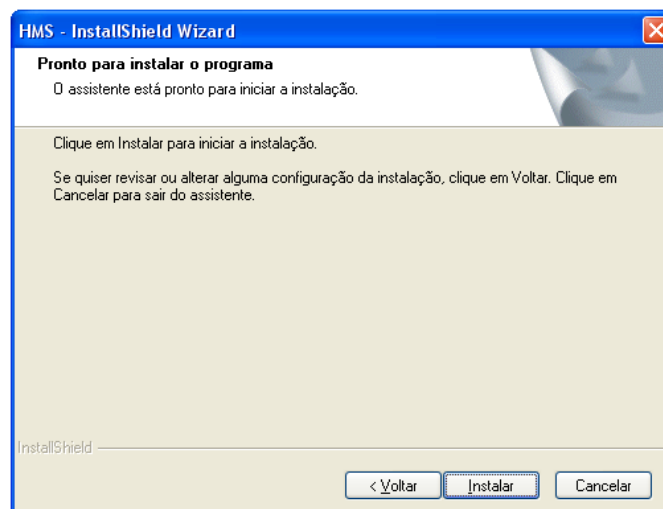 HMS - InstallShield Wizard
Pronto para instalar o programa
O assistente está pronto para iniciar a instalação.
Clique em Instalar para iniciar a instalação.
Se quiser revisar ou alterar alguma configuração da instalação, clique em Voltar. Clique em
Cancelar para sair do assistente.
InstallShield
< Voltar Instalar Cancelar